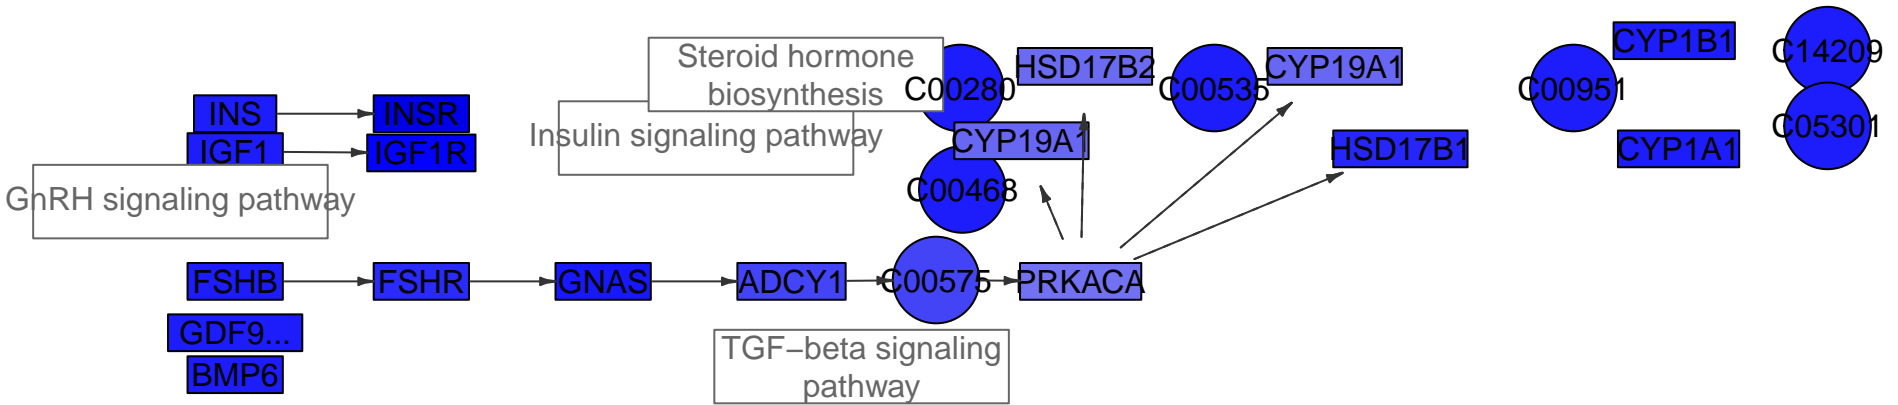 Steroid hormone
biosynthesis
Insulin signaling pathway
GnRH signaling pathway
INS
INSR
IGF1
IGF1R
C00280
HSD17B2
C00535
CYP19A1
C00951
CYP1B1
C14209
CYP19A1
HSD17B1
CYP1A1
C05301
C00468
FSHB
FSHR
GNAS
ADCY1
C00575
PRKACA
GDF9...
BMP6
TGF−beta signaling
pathway